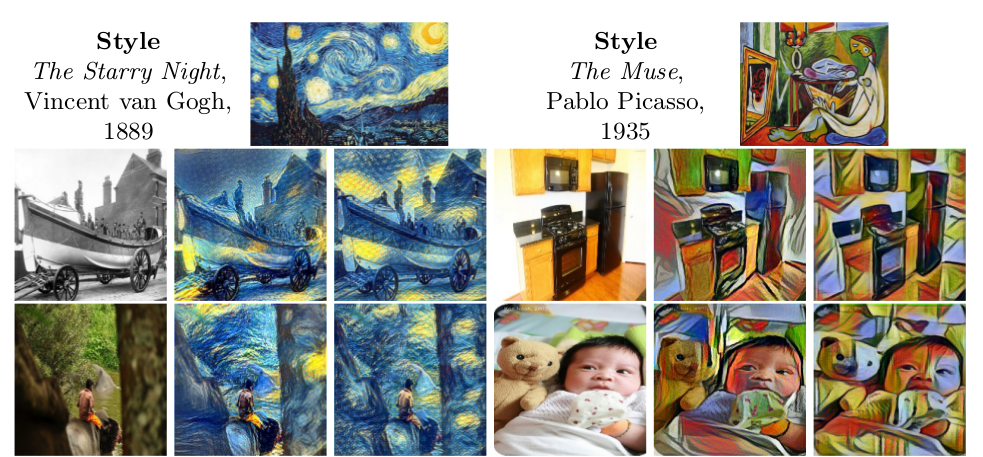 Style
The Starry Night,
Vincent van Gogh,
1889
Style
The Muse,
Pablo Picasso,
1935